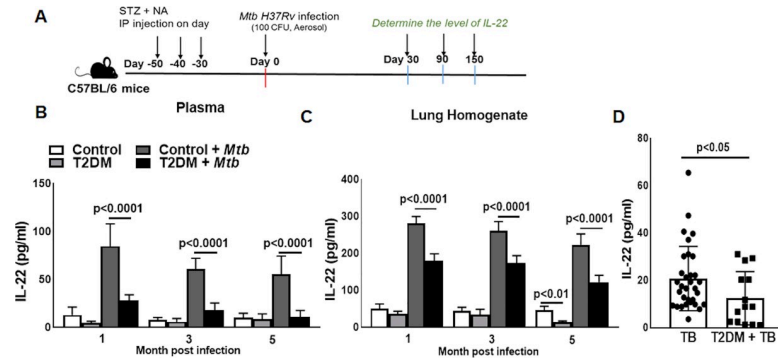 A
STZ + NA
IP injection on day
Mtb H37Rv infection
(100 CFU, Aerosol)
Determine the level of IL-22
Day -50 -40 -30 Day 0 Day 30 90 150
C57BL/6 mice
B
Plasma
Control
Control + Mtb
T2DM
T2DM + Mtb
150
100
50
0
IL-22 (pg/ml)
p<0.0001
p<0.0001
p<0.0001
1 3 5
Month post infection
C
Lung Homogenate
400
300
200
100
0
IL-22 (pg/ml)
p<0.0001
p<0.0001
p<0.0001
p<0.01
1 3 5
Month post infection
D
80
60
40
20
0
IL-22 (pg/ml)
p<0.05
TB T2DM + TB